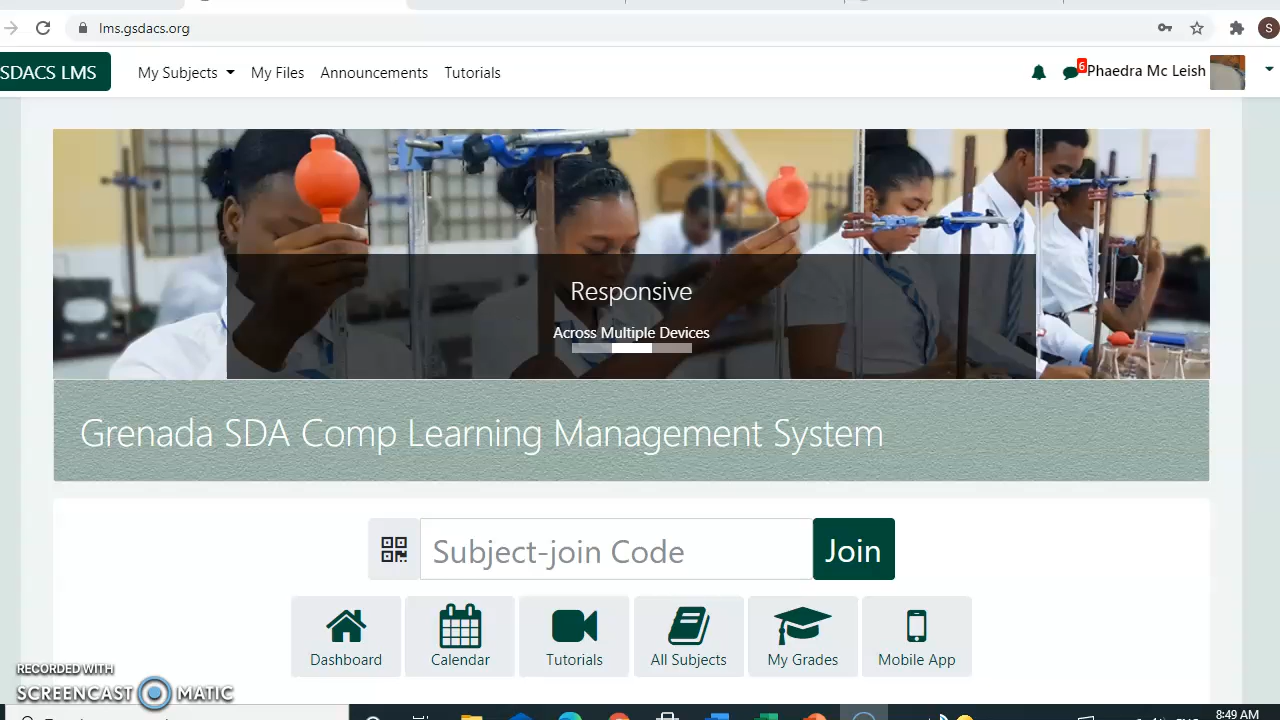 lms.gsdacs.org
S
SDACS LMS
My Subjects
My Files
Announcements
Tutorials
6
Phaedra Mc Leish
Responsive
Across Multiple Devices
Grenada SDA Comp Learning Management System
Subject-join Code
Join
Dashboard
Calendar
Tutorials
All Subjects
My Grades
Mobile App
RECORDED WITH
SCREENCAST MATIC
8:49 AM